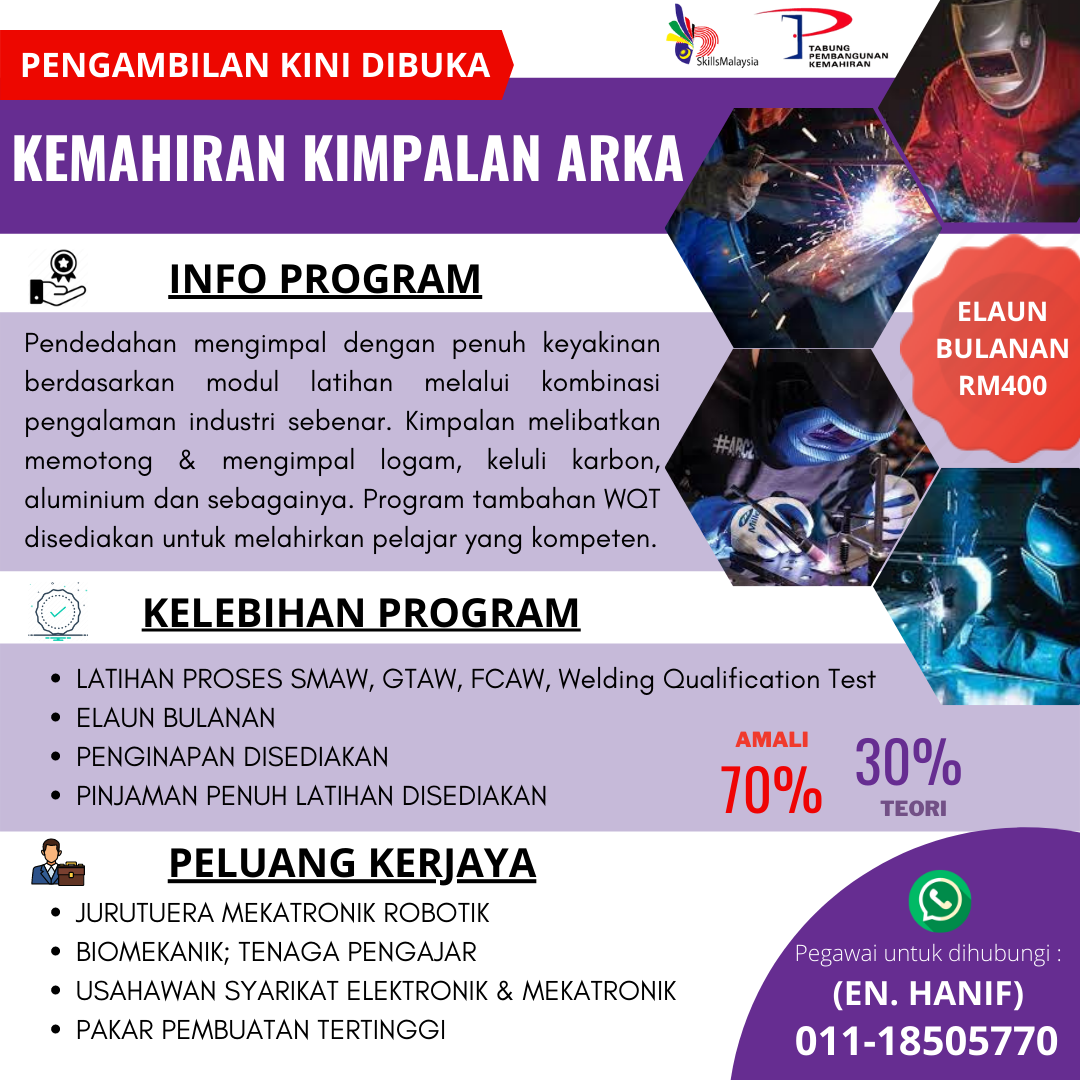 PENGAMBILAN KINI DIBUKA
SkillsMalaysia
TABUNG
PEMBANGUNAN
KEMAHIRAN
KEMAHIRAN KIMPALAN ARKA
INFO PROGRAM
Pendedahan mengimpal dengan penuh keyakinan
berdasarkan modul latihan melalui kombinasi
pengalaman industri sebenar. Kimpalan melibatkan
memotong & mengimpal logam, keluli karbon,
aluminium dan sebagainya. Program tambahan WQT
disediakan untuk melahirkan pelajar yang kompeten.
ELAUN
BULANAN
RM400
KELEBIHAN PROGRAM
• LATIHAN PROSES SMAW, GTAW, FCAW, Welding Qualification Test
• ELAUN BULANAN
• PENGINAPAN DISEDIAKAN
• PINJAMAN PENUH LATIHAN DISEDIAKAN
AMALI
70%
30%
TEORI
PELUANG KERJAYA
• JURUTUERA MEKATRONIK ROBOTIK
• BIOMEKANIK; TENAGA PENGAJAR
• USAHAWAN SYARIKAT ELEKTRONIK & MEKATRONIK
• PAKAR PEMBUATAN TERTINGGI
Pegawai untuk dihubungi :
(EN. HANIF)
011-18505770